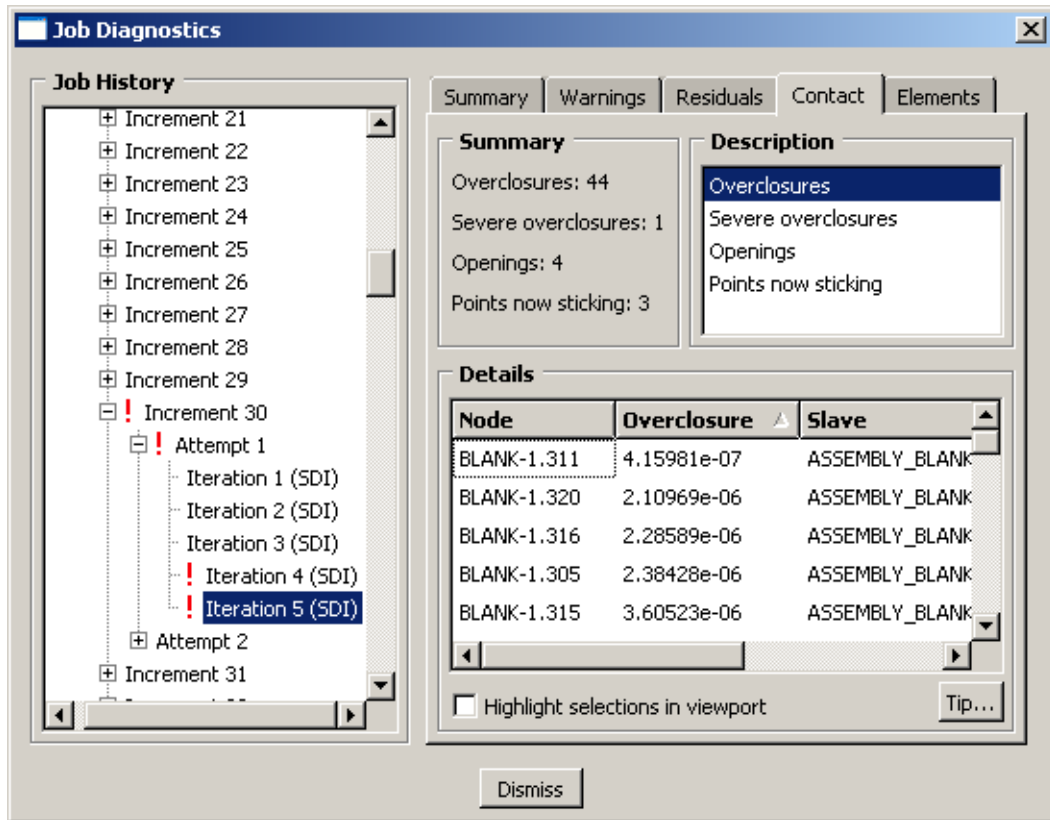 Job Diagnostics
Job History
Increment 21
Increment 22
Increment 23
Increment 24
Increment 25
Increment 26
Increment 27
Increment 28
Increment 29
! Increment 30
! Attempt 1
Iteration 1 (SDI)
Iteration 2 (SDI)
Iteration 3 (SDI)
! Iteration 4 (SDI)
! Iteration 5 (SDI)
Attempt 2
Increment 31
Summary Warnings Residuals Contact Elements
Summary
Overclosures: 44
Severe overclosures: 1
Openings: 4
Points now sticking: 3
Description
Overclosures
Severe overclosures
Openings
Points now sticking
Details
Node Overclosure Slave
BLANK-1.311 4.15981e-07 ASSEMBLY_BLANK
BLANK-1.320 2.10969e-06 ASSEMBLY_BLANK
BLANK-1.316 2.28589e-06 ASSEMBLY_BLANK
BLANK-1.305 2.38428e-06 ASSEMBLY_BLANK
BLANK-1.315 3.60523e-06 ASSEMBLY_BLANK
Highlight selections in viewport
Tip...
Dismiss